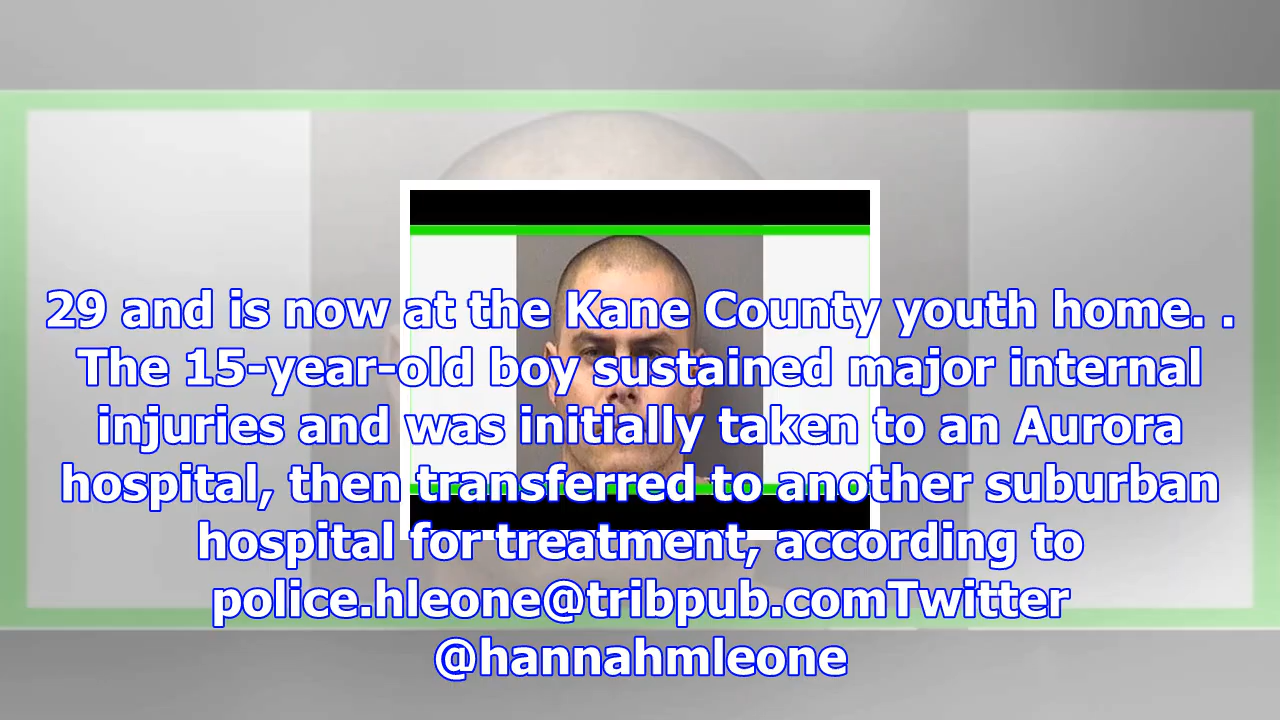 29 and is now at the Kane County youth home. .
The 15-year-old boy sustained major internal
injuries and was initially taken to an Aurora
hospital, then transferred to another suburban
hospital for treatment, according to
police.hleone@tribpub.comTwitter
@hannahmleone